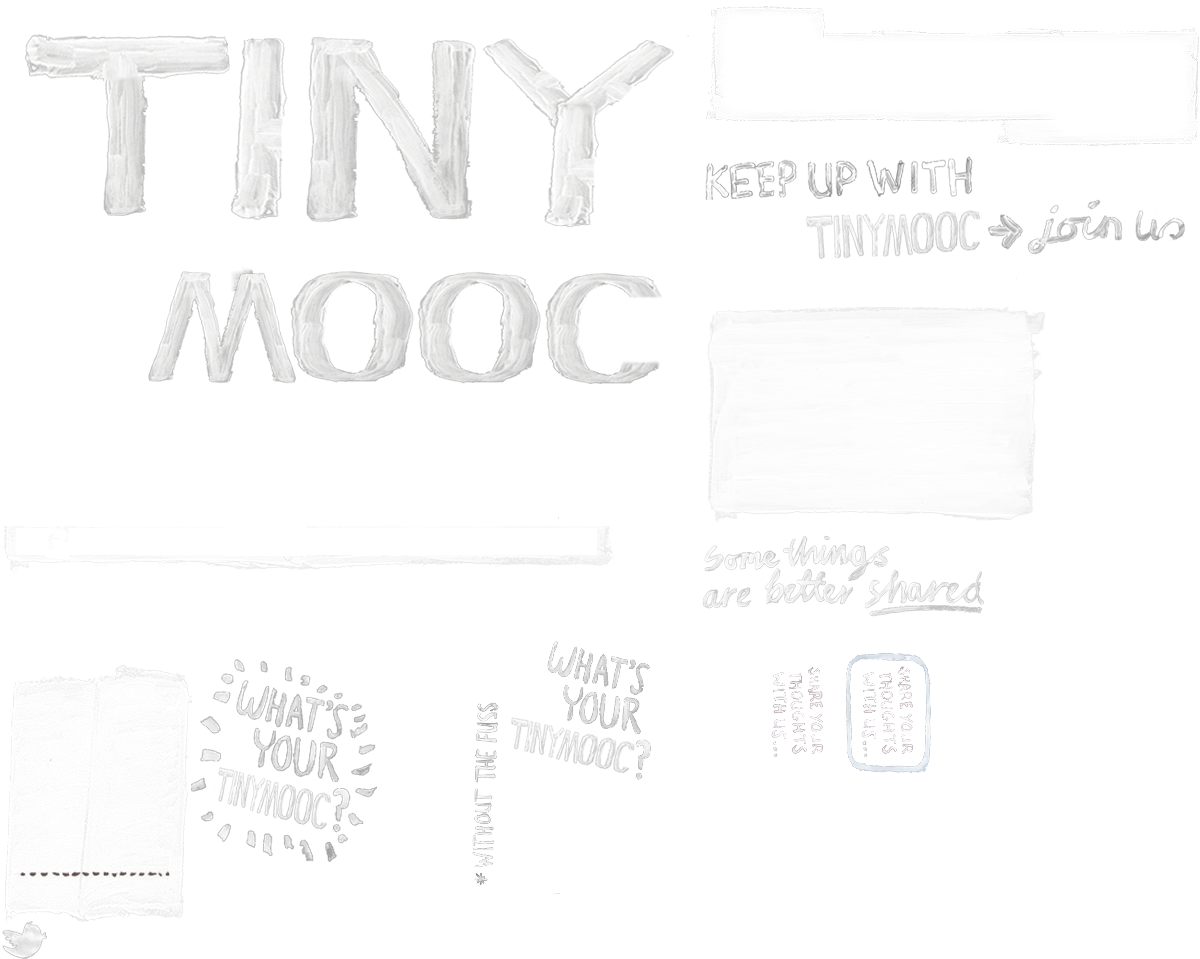 TINY
MOOC
KEEP UP WITH
TINYMOOC → join us
Some things
are better shared
WHAT'S
YOUR
TINYMOOC?
* WITHOUT THE FUSS
WHAT'S
YOUR
TINYMOOC?
SHARE YOUR
THOUGHTS
WITH US...
SHARE YOUR
THOUGHTS
WITH US...